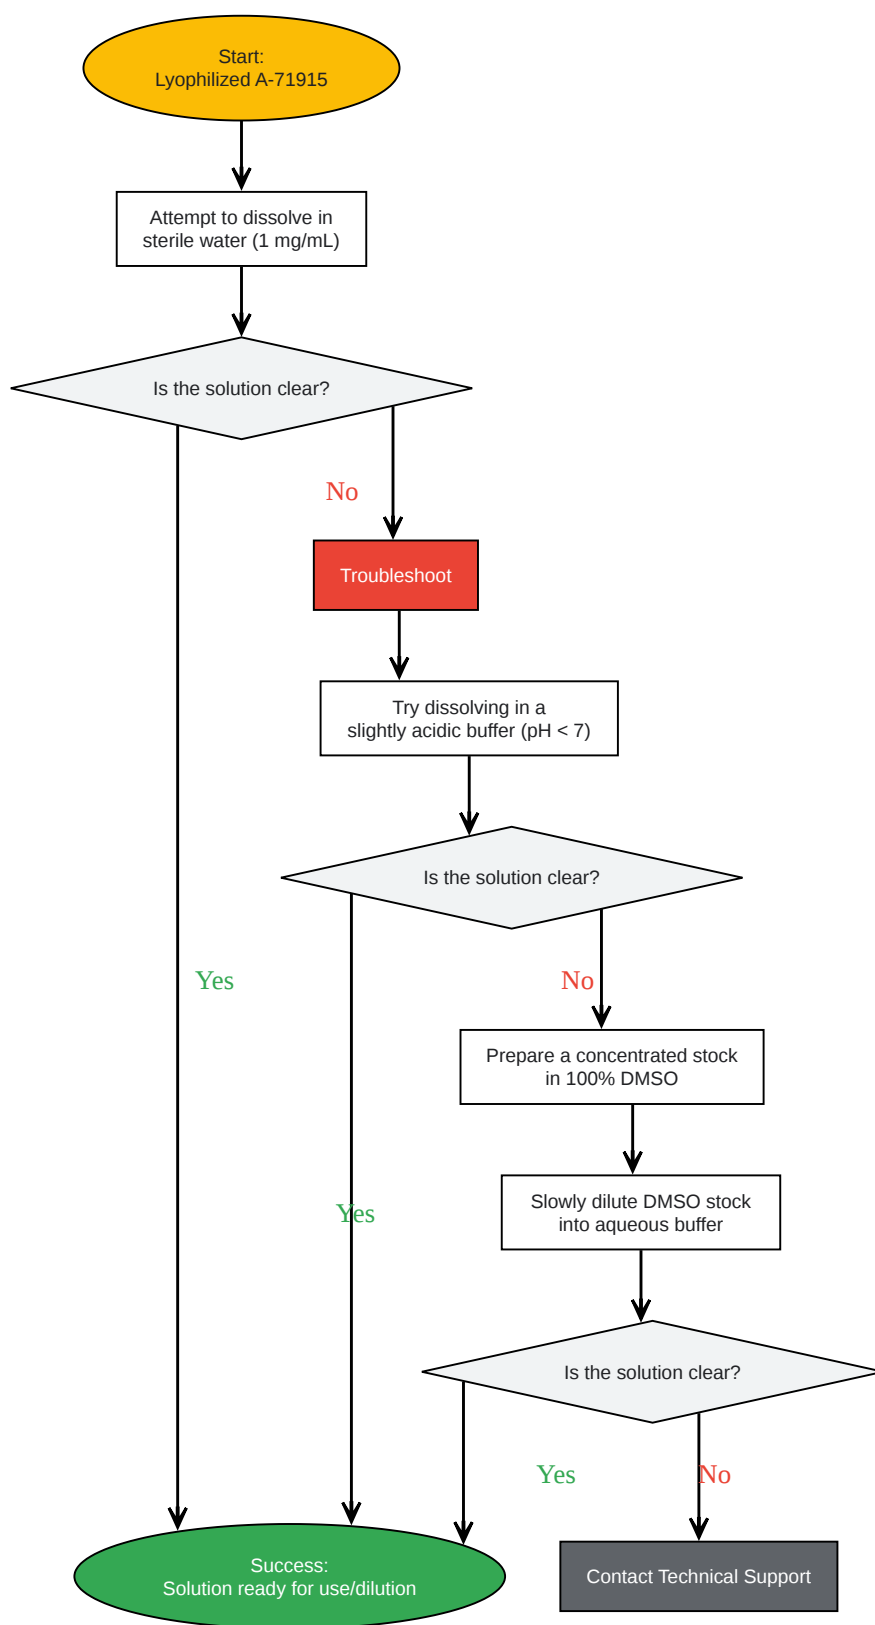 Start:
Lyophilized A-71915
Attempt to dissolve in
sterile water (1 mg/mL)
Is the solution clear?
No
Troubleshoot
Try dissolving in a
slightly acidic buffer (pH < 7)
Is the solution clear?
Yes
No
Prepare a concentrated stock
in 100% DMSO
Slowly dilute DMSO stock
into aqueous buffer
Yes
Is the solution clear?
Yes
No
Success:
Solution ready for use/dilution
Contact Technical Support